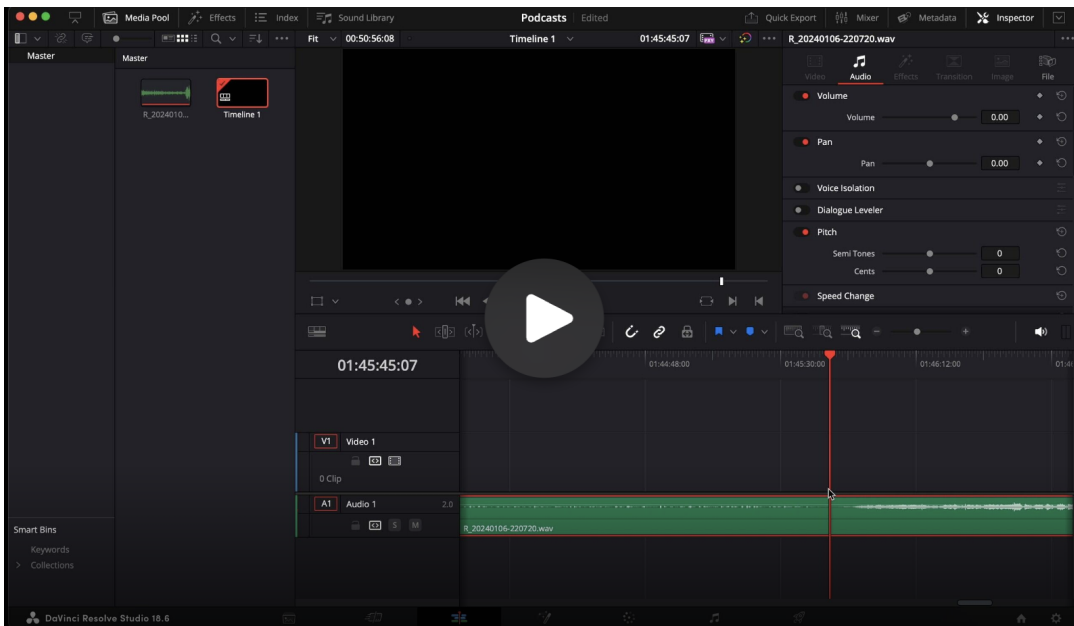 Media Pool Effects Index Sound Library Podcasts Edited Quick Export Mixer Metadata Inspector
Fit 00:50:56:08 Timeline 1 01:45:45:07 R_20240106-220720.wav
Master
Master
R_2024010...
Timeline 1
Video Audio Effects Transition Image File
Volume
Volume 0.00
Pan
Pan 0.00
Voice Isolation
Dialogue Leveler
Pitch
Semi Tones 0
Cents 0
Speed Change
01:45:45:07
01:44:48:00 01:45:30:00 01:46:12:00
V1 Video 1
0 Clip
A1 Audio 1 2.0
S M
R_20240106-220720.wav
Smart Bins
Keywords
Collections
DaVinci Resolve Studio 18.6